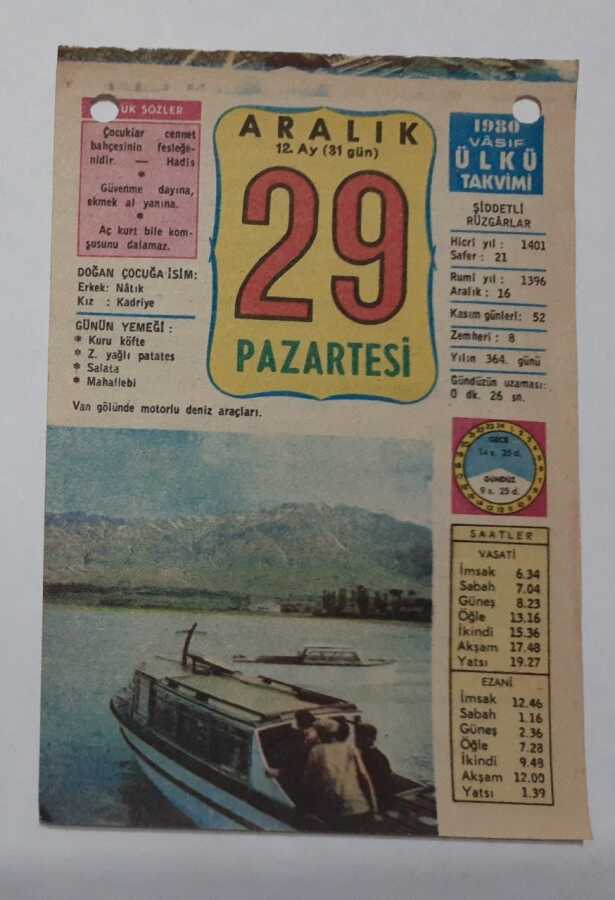 ÜK SÖZLER
Çocuklar cennet
bahçesinin fesleğe-
nidir. — Hadis
*
Güvenme dayına,
ekmek al yanına.
*
Aç kurt bile kom-
şusunu dalamaz.
DOĞAN ÇOCUĞA İSİM:
Erkek: Nâtık
Kız : Kadriye
GÜNÜN YEMEĞİ :
* Kuru köfte
* Z. yağlı patates
* Salata
* Mahallebi
ARALIK
12. Ay (31 gün)
29
PAZARTESİ
1980
VÂSIF
ÜLKÜ
TAKVİMİ
ŞİDDETLİ
RÜZGÂRLAR
Hicrî yıl : 1401
Safer : 21
Rumî yıl : 1396
Aralık : 16
Kasım günleri: 52
Zemheri : 8
Yılın 364. günü
Gündüzün uzaması:
0 dk. 26 sn.
Van gölünde motorlu deniz araçları.
GECE
14 s. 25 d.
GÜNDÜZ
9 s. 25 d.
SAATLER
VASATİ
İmsak 6.34
Sabah 7.04
Güneş 8.23
Öğle 13.16
İkindi 15.36
Akşam 17.48
Yatsı 19.27
EZANİ
İmsak 12.46
Sabah 1.16
Güneş 2.36
Öğle 7.28
İkindi 9.48
Akşam 12.00
Yatsı 1.39